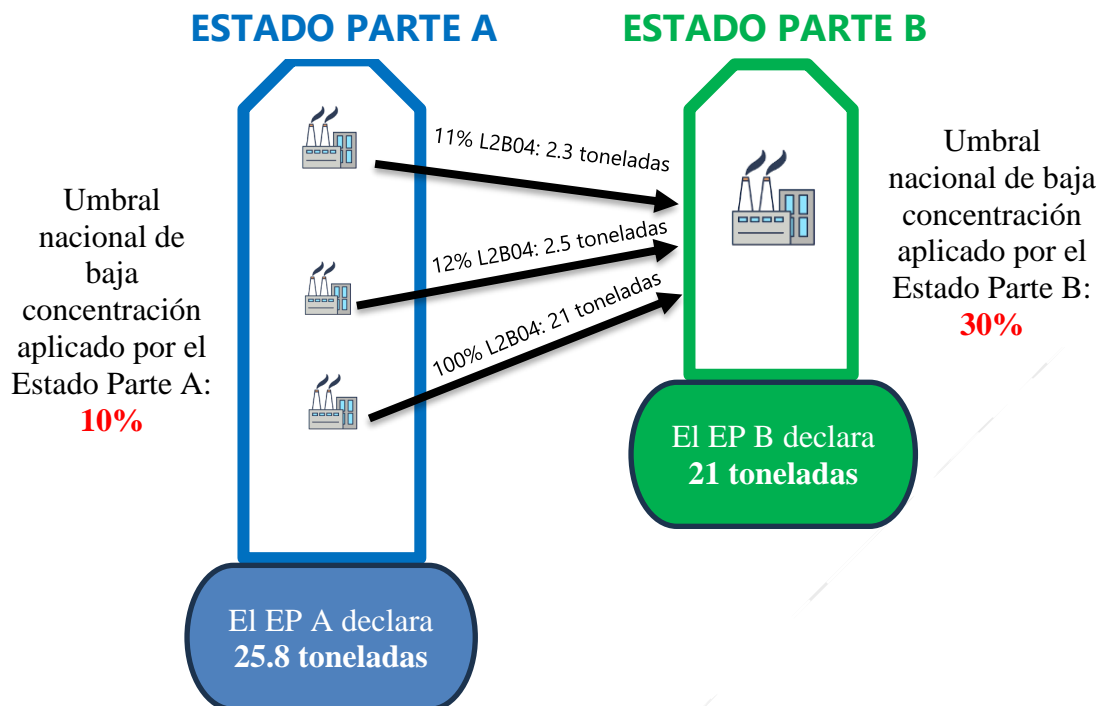 ESTADO PARTE A
ESTADO PARTE B
Umbral
nacional de
baja
concentración
aplicado por el
Estado Parte A:
10%
11% L2B04: 2.3 toneladas
12% L2B04: 2.5 toneladas
100% L2B04: 21 toneladas
Umbral
nacional de baja
concentración
aplicado por el
Estado Parte B:
30%
El EP B declara
21 toneladas
El EP A declara
25.8 toneladas